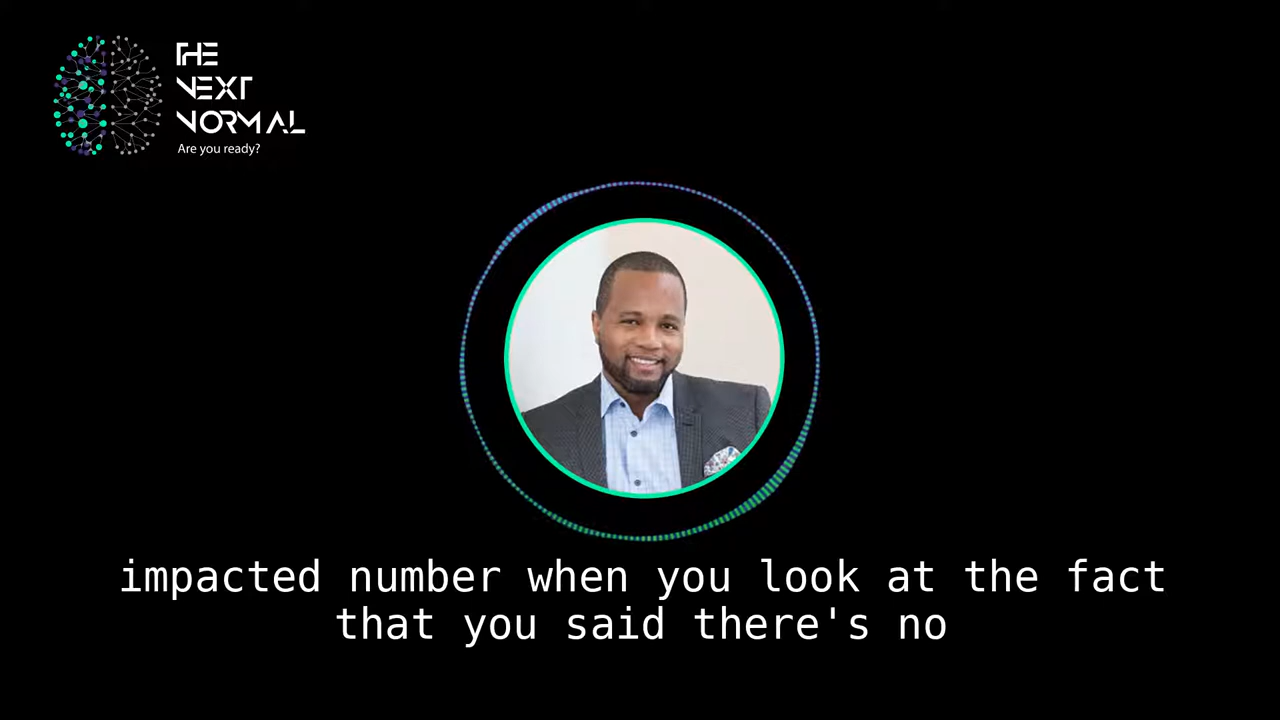 THE
NEXT
NORMAL
Are you ready?
impacted number when you look at the fact
that you said there's no